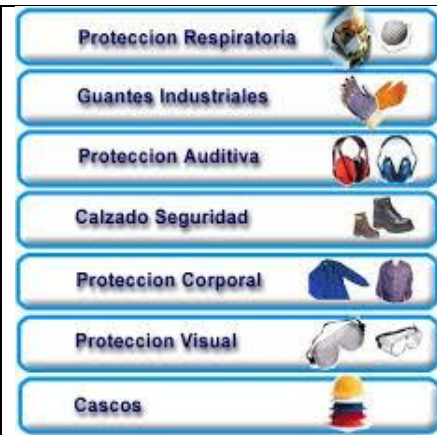 Proteccion Respiratoria
Guantes Industriales
Proteccion Auditiva
Calzado Seguridad
Proteccion Corporal
Proteccion Visual
Cascos